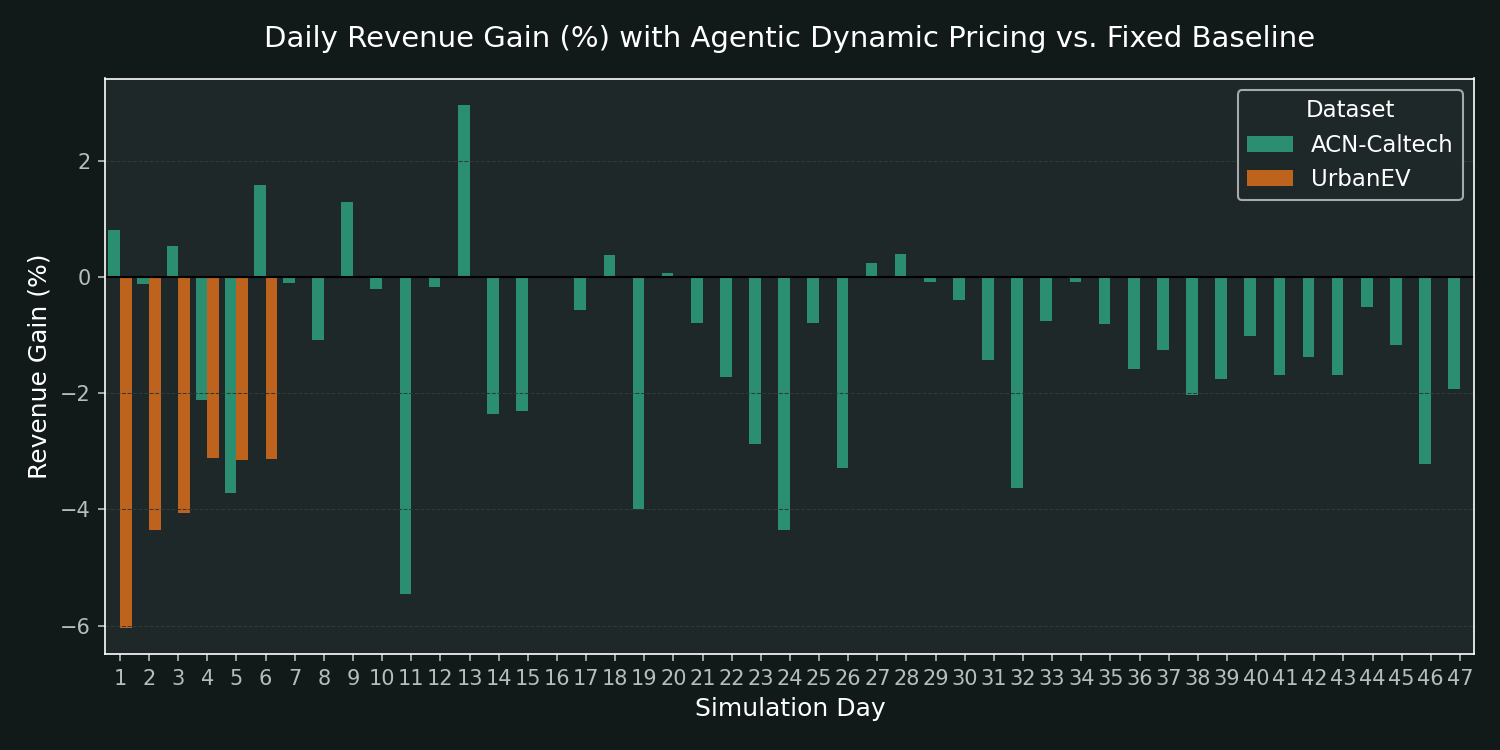 Daily Revenue Gain (%) with Agentic Dynamic Pricing vs. Fixed Baseline
Dataset
ACN-Caltech
UrbanEV
Revenue Gain (%)
2
0
−2
−4
−6
1 2 3 4 5 6 7 8 9 10 11 12 13 14 15 16 17 18 19 20 21 22 23 24 25 26 27 28 29 30 31 32 33 34 35 36 37 38 39 40 41 42 43 44 45 46 47
Simulation Day